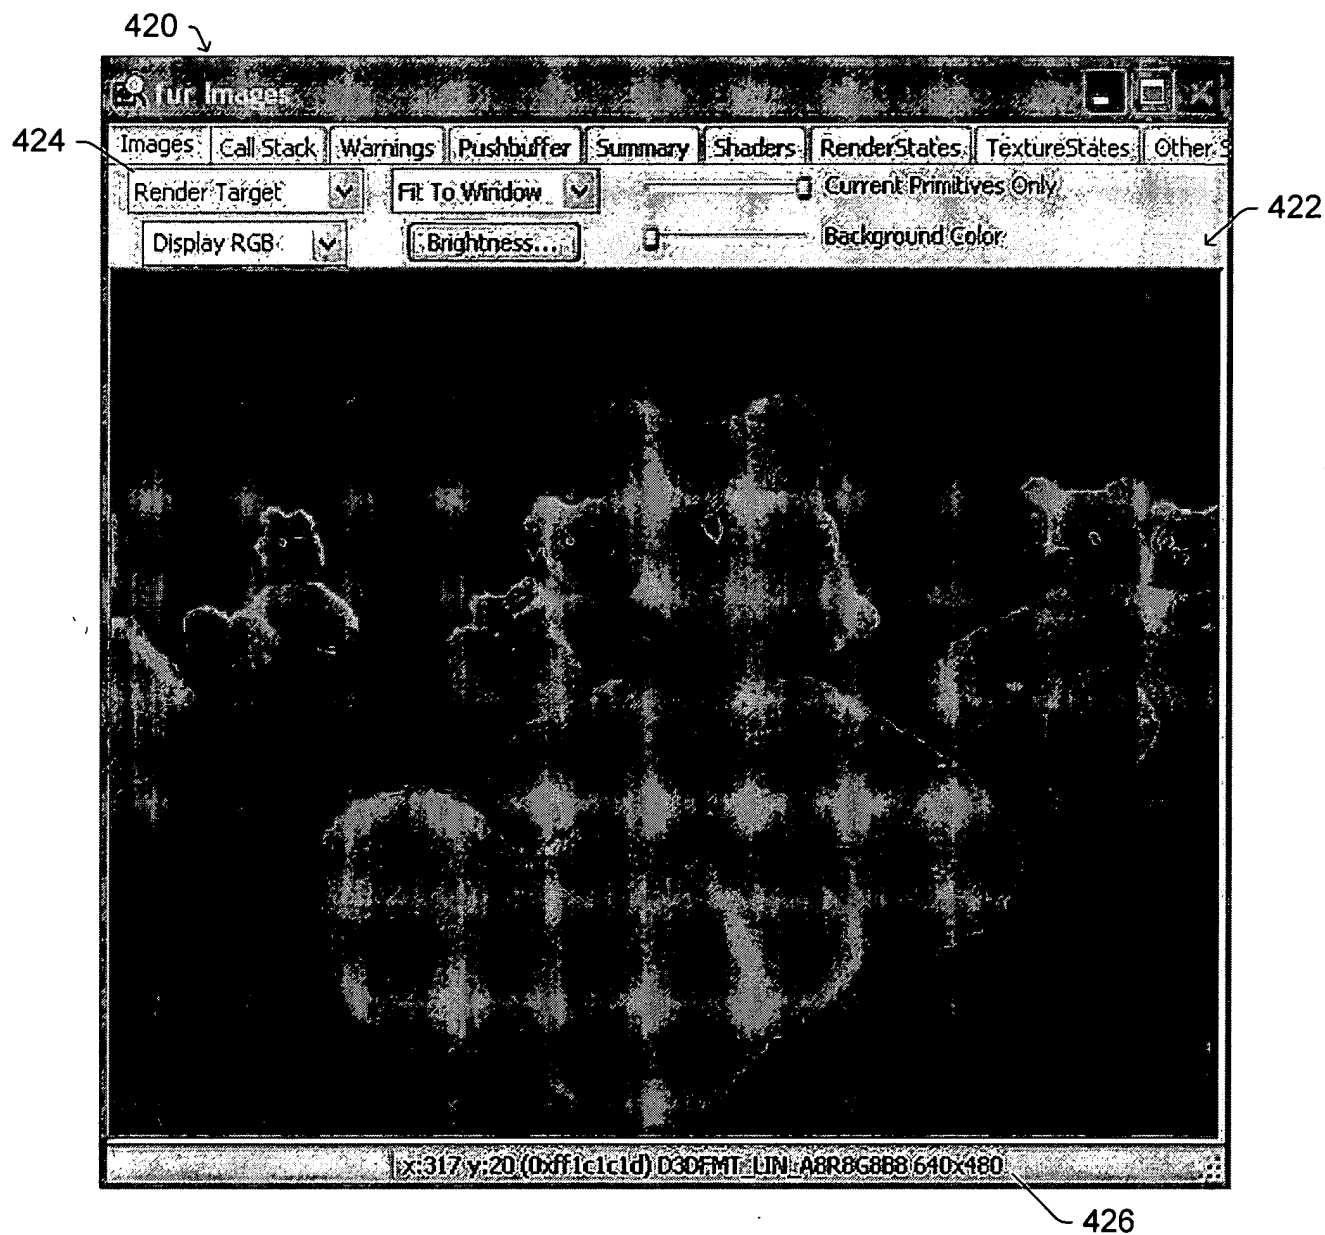 420
fur Images
424
Images Call Stack Warnings Pushbuffer Summary Shaders RenderStates TextureStates Other S
Render Target Fit To Window Current Primitives Only
422
Display RGB Brightness... Background Color
x:317 y:20 (0xff1c1c1d) D3DFMT_LIN_A8R8G8B8 640x480
426